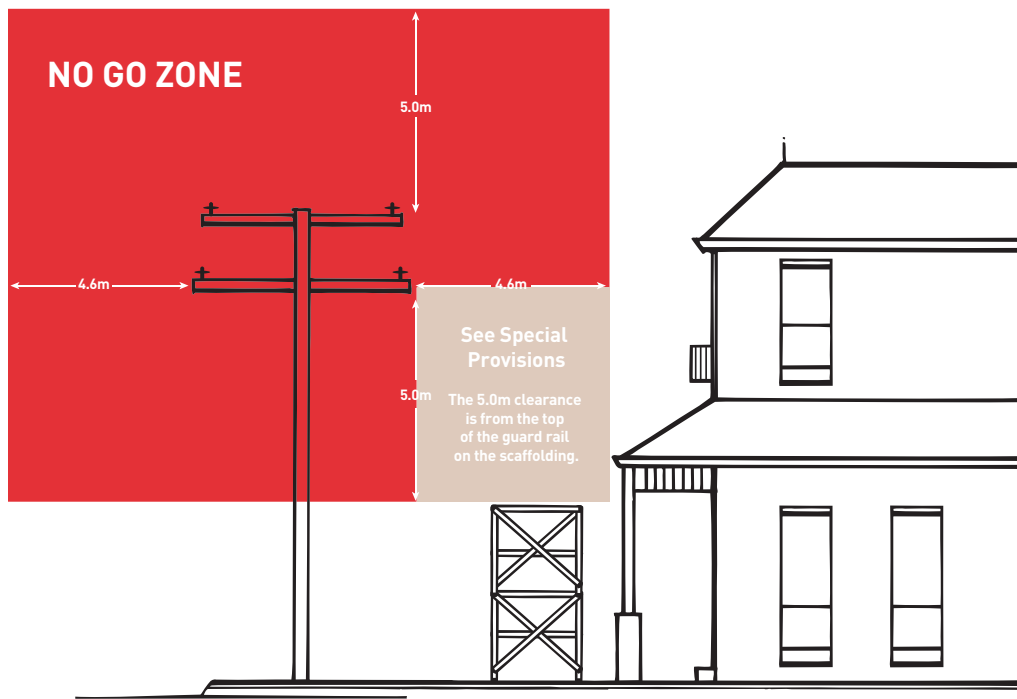 NO GO ZONE
5.0m
4.6m
4.6m
See Special
Provisions
5.0m
The 5.0m clearance
is from the top
of the guard rail
on the scaffolding.